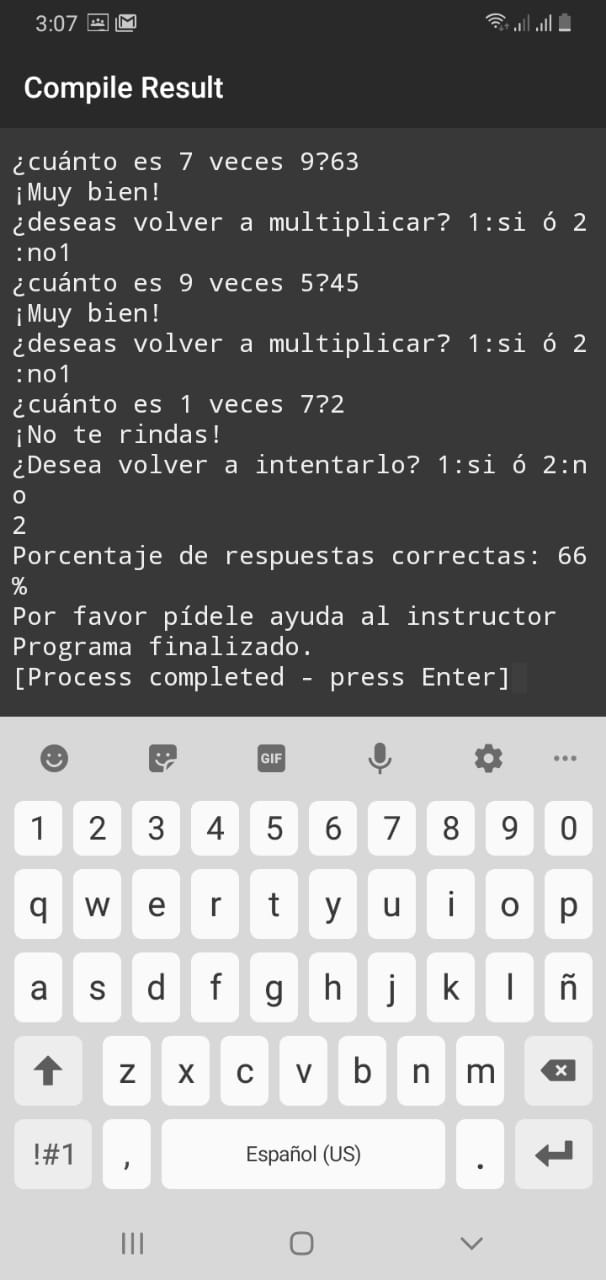 3:07
Compile Result
¿cuánto es 7 veces 9?63
¡Muy bien!
¿deseas volver a multiplicar? 1:si ó 2
:no1
¿cuánto es 9 veces 5?45
¡Muy bien!
¿deseas volver a multiplicar? 1:si ó 2
:no1
¿cuánto es 1 veces 7?2
¡No te rindas!
¿Desea volver a intentarlo? 1:si ó 2:n
o
2
Porcentaje de respuestas correctas: 66
%
Por favor pídele ayuda al instructor
Programa finalizado.
[Process completed - press Enter]
GIF
1 2 3 4 5 6 7 8 9 0
q w e r t y u i o p
a s d f g h j k l ñ
z x c v b n m
!#1 , Español (US) .